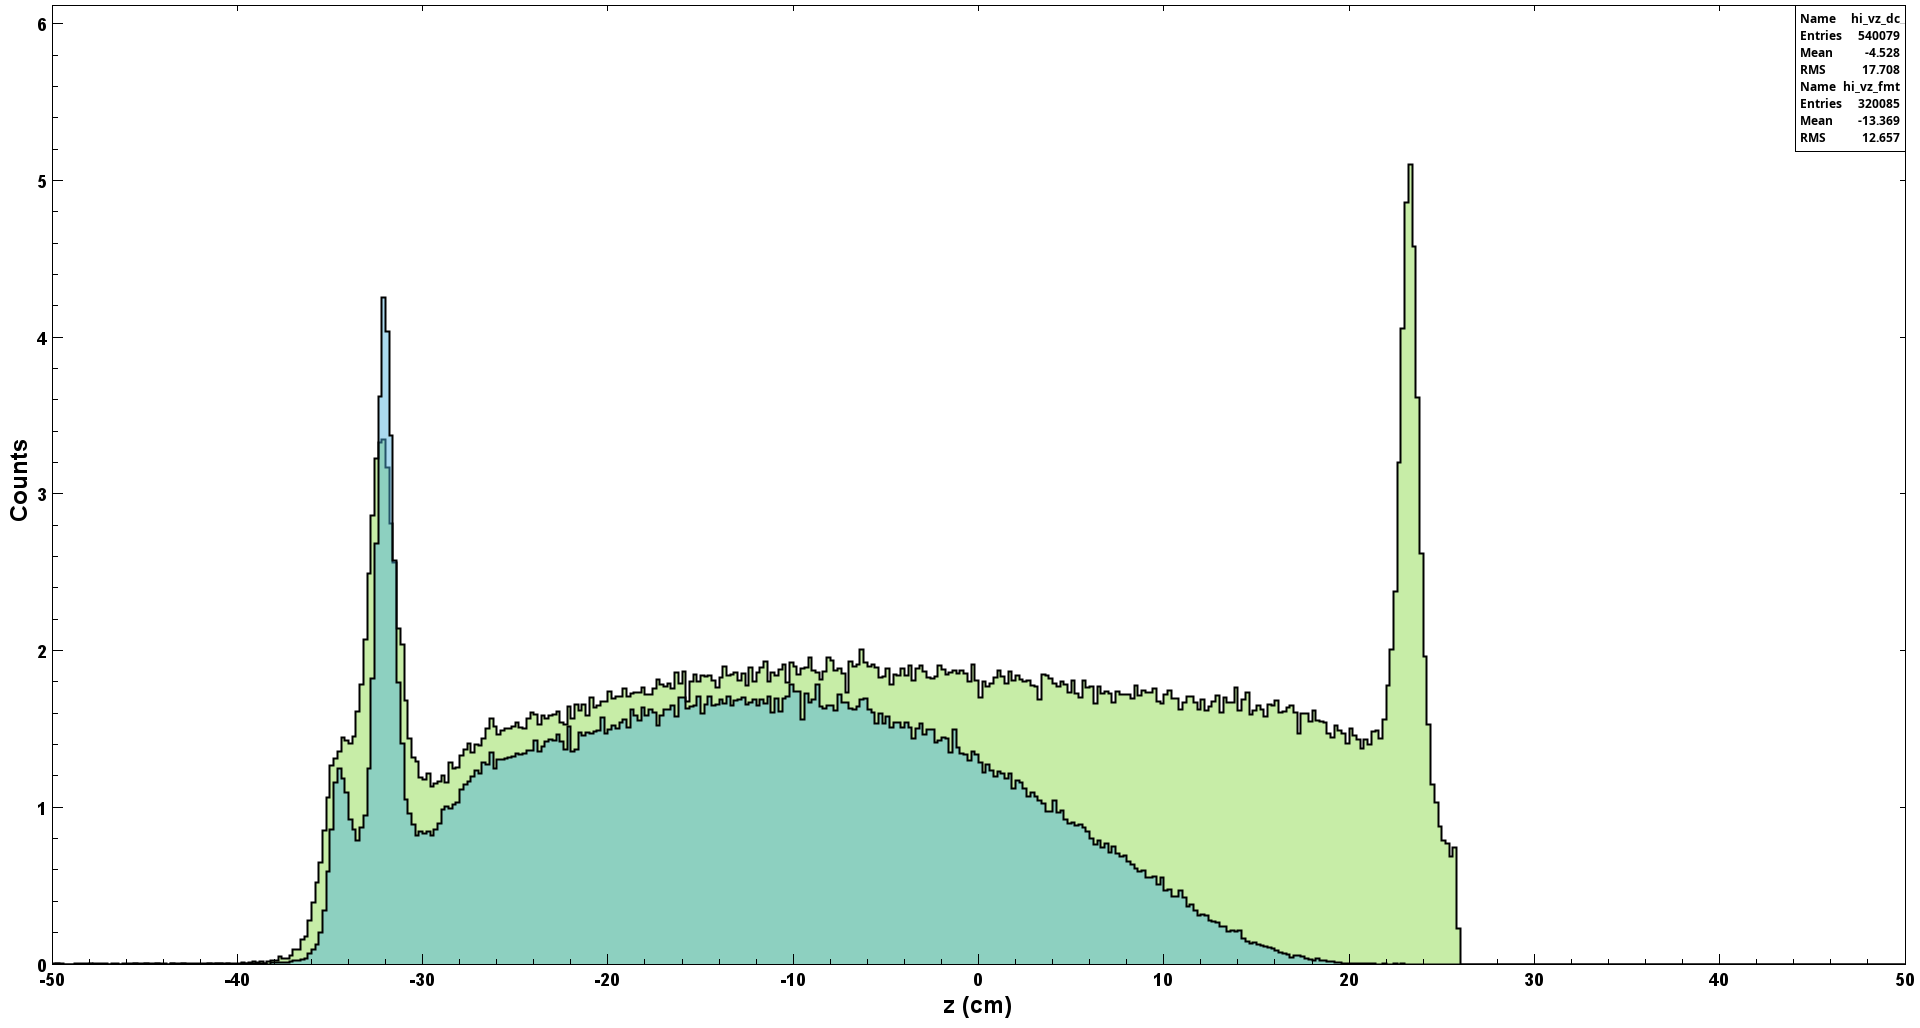 6
5
4
3
2
1
0
Counts
-50 -40 -30 -20 -10 0 10 20 30 40 50
z (cm)
Name hi_vz_dc
Entries 540079
Mean -4.528
RMS 17.708
Name hi_vz_fmt
Entries 320085
Mean -13.369
RMS 12.657